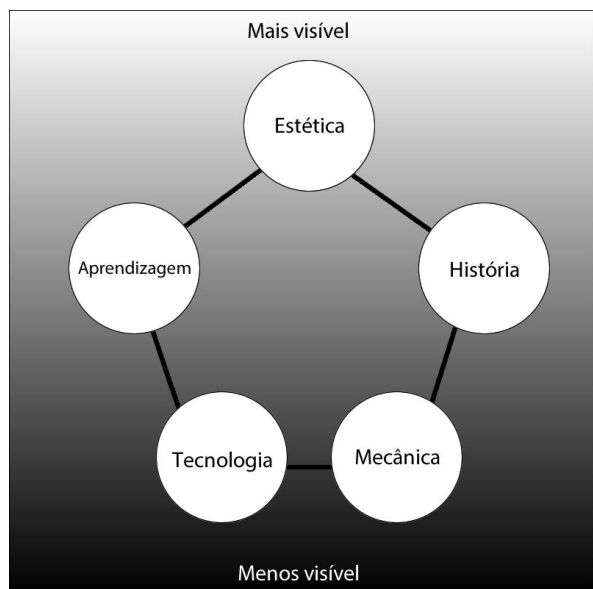 Mais visível
Estética
Aprendizagem
História
Tecnologia
Mecânica
Menos visível